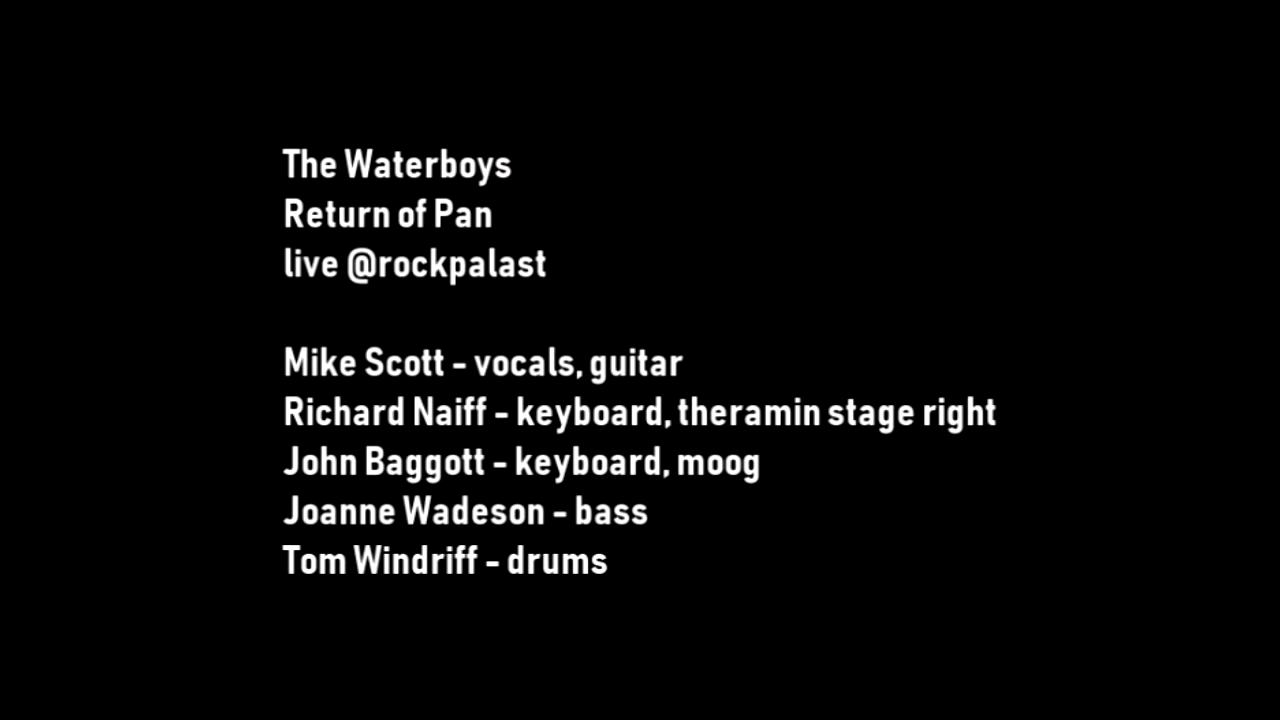 The Waterboys
Return of Pan
live @rockpalast
Mike Scott - vocals, guitar
Richard Naiff - keyboard, theramin stage right
John Baggott - keyboard, moog
Joanne Wadeson - bass
Tom Windriff - drums